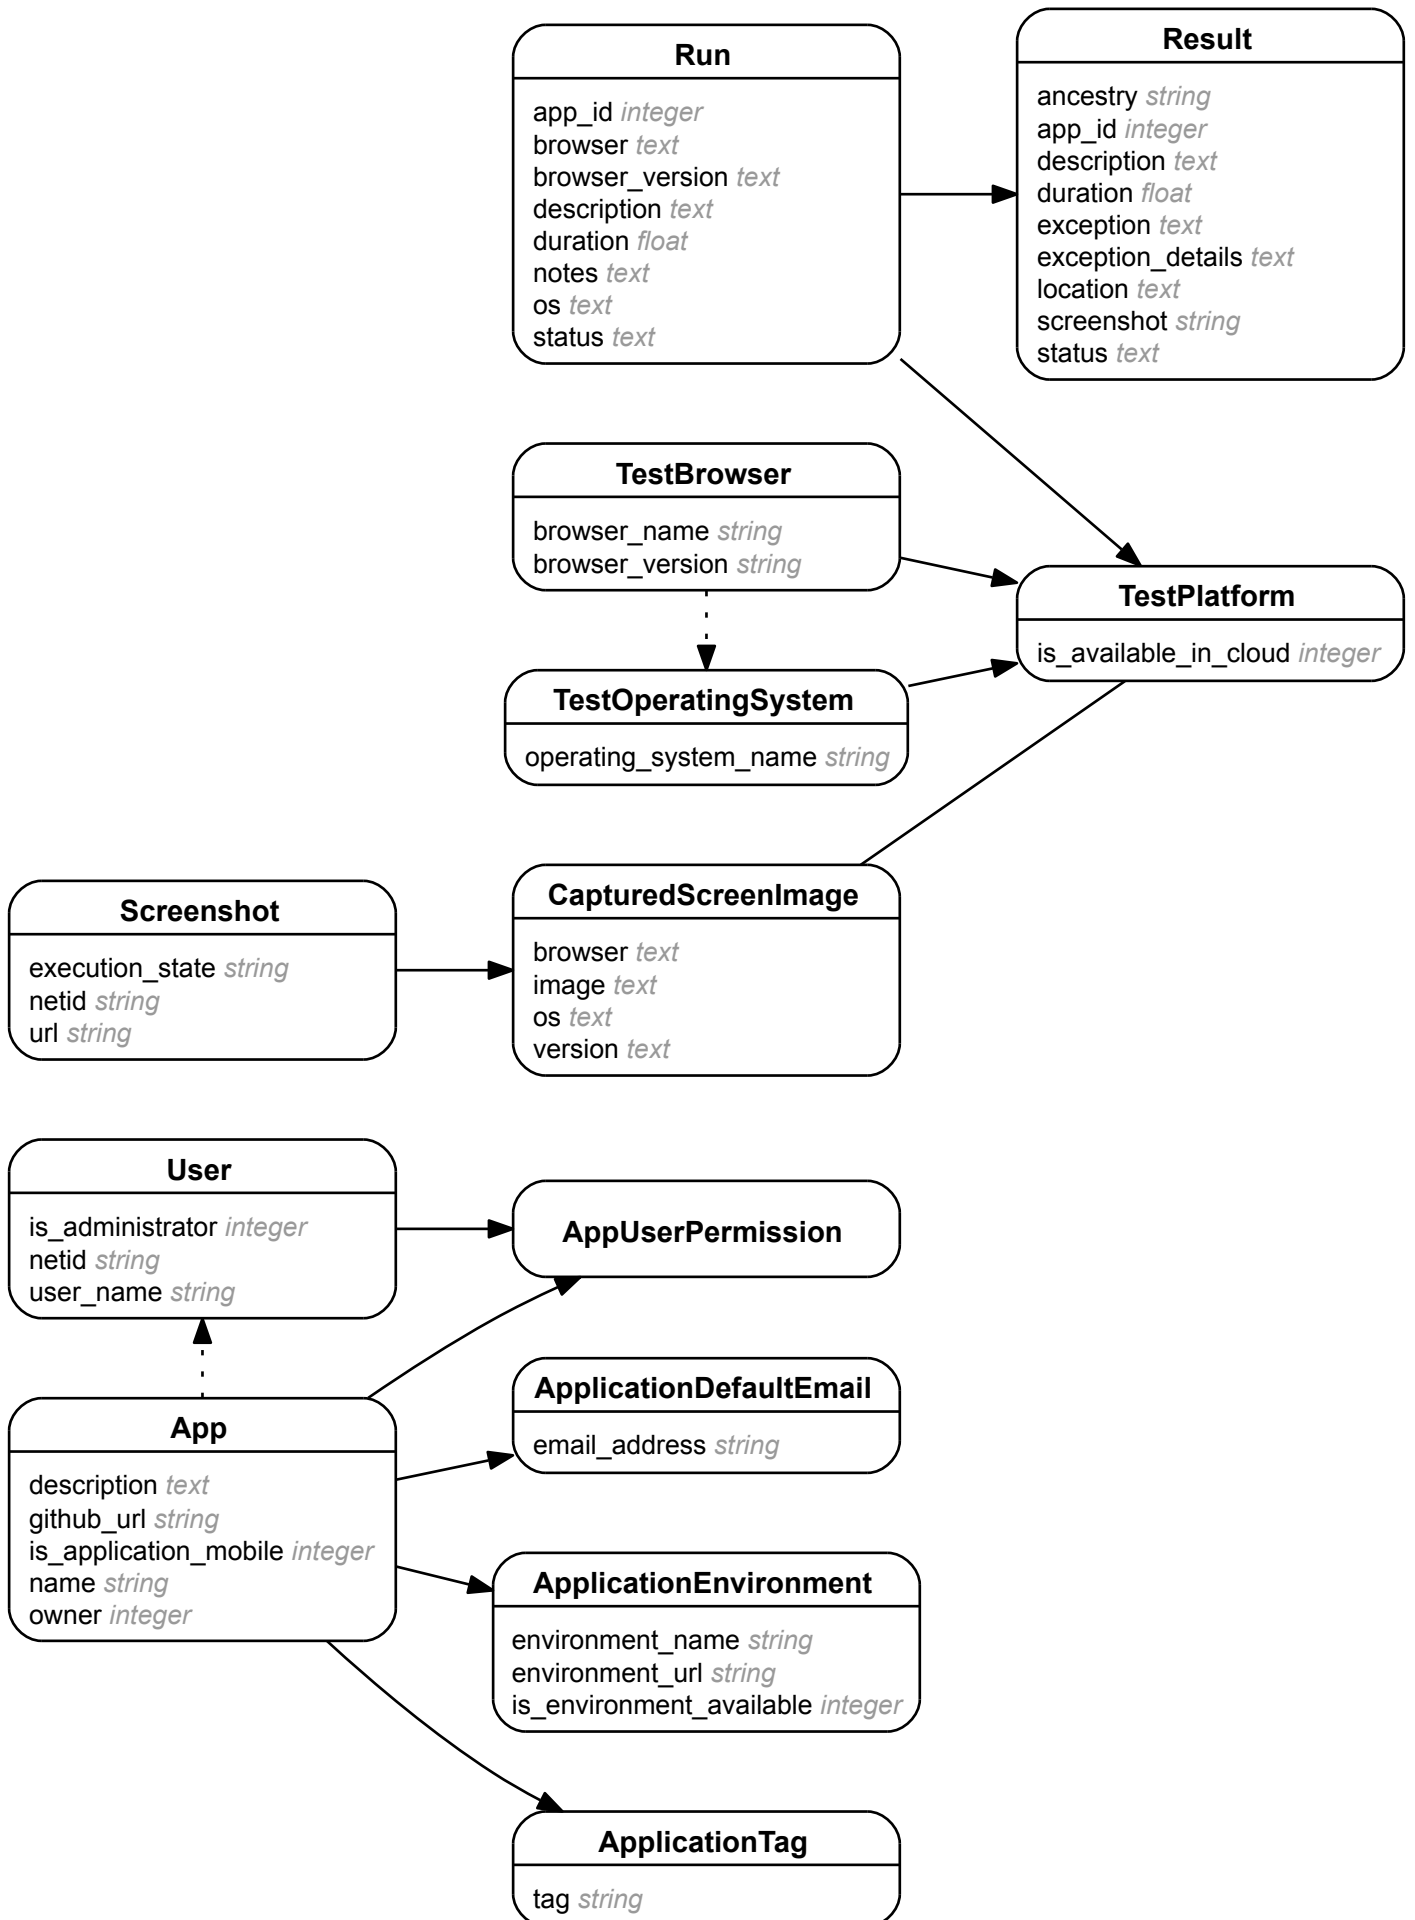 Run
app_id integer
browser text
browser_version text
description text
duration float
notes text
os text
status text
Result
ancestry string
app_id integer
description text
duration float
exception text
exception_details text
location text
screenshot string
status text
TestBrowser
browser_name string
browser_version string
TestPlatform
is_available_in_cloud integer
TestOperatingSystem
operating_system_name string
Screenshot
execution_state string
netid string
url string
CapturedScreenImage
browser text
image text
os text
version text
User
is_administrator integer
netid string
user_name string
AppUserPermission
App
description text
github_url string
is_application_mobile integer
name string
owner integer
ApplicationDefaultEmail
email_address string
ApplicationEnvironment
environment_name string
environment_url string
is_environment_available integer
ApplicationTag
tag string